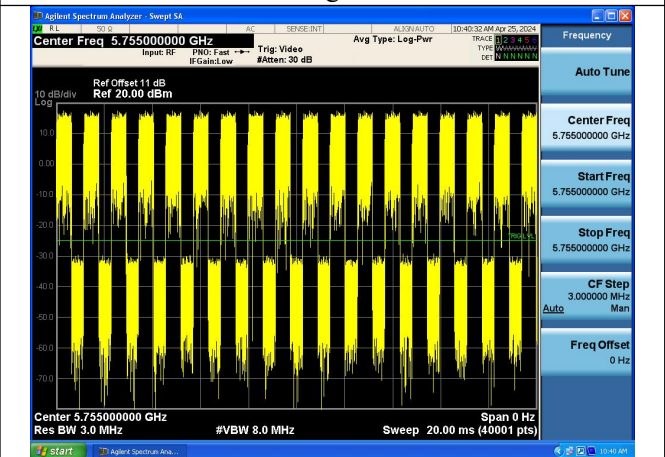 Agilent Spectrum Analyzer - Swept SA
RL 50 Ω AC SENSE:INT ALIGN AUTO 10:40:32 AM Apr 25, 2024
Center Freq 5.755000000 GHz
Input: RF PNO: Fast
IFGain:Low
Trig: Video
#Atten: 30 dB
Avg Type: Log-Pwr
TRACE 1 2 3 4 5 6
TYPE
DET N N N N N N
Ref Offset 11 dB
10 dB/div Ref 20.00 dBm
Log
10.0
0.00
-10.0
-20.0
TRIG LVL
-30.0
-40.0
-50.0
-60.0
-70.0
Center 5.755000000 GHz Span 0 Hz
Res BW 3.0 MHz #VBW 8.0 MHz Sweep 20.00 ms (40001 pts)
Frequency
Auto Tune
Center Freq
5.755000000 GHz
Start Freq
5.755000000 GHz
Stop Freq
5.755000000 GHz
CF Step
3.000000 MHz
Auto Man
Freq Offset
0 Hz
start Agilent Spectrum Ana... 10:40 AM